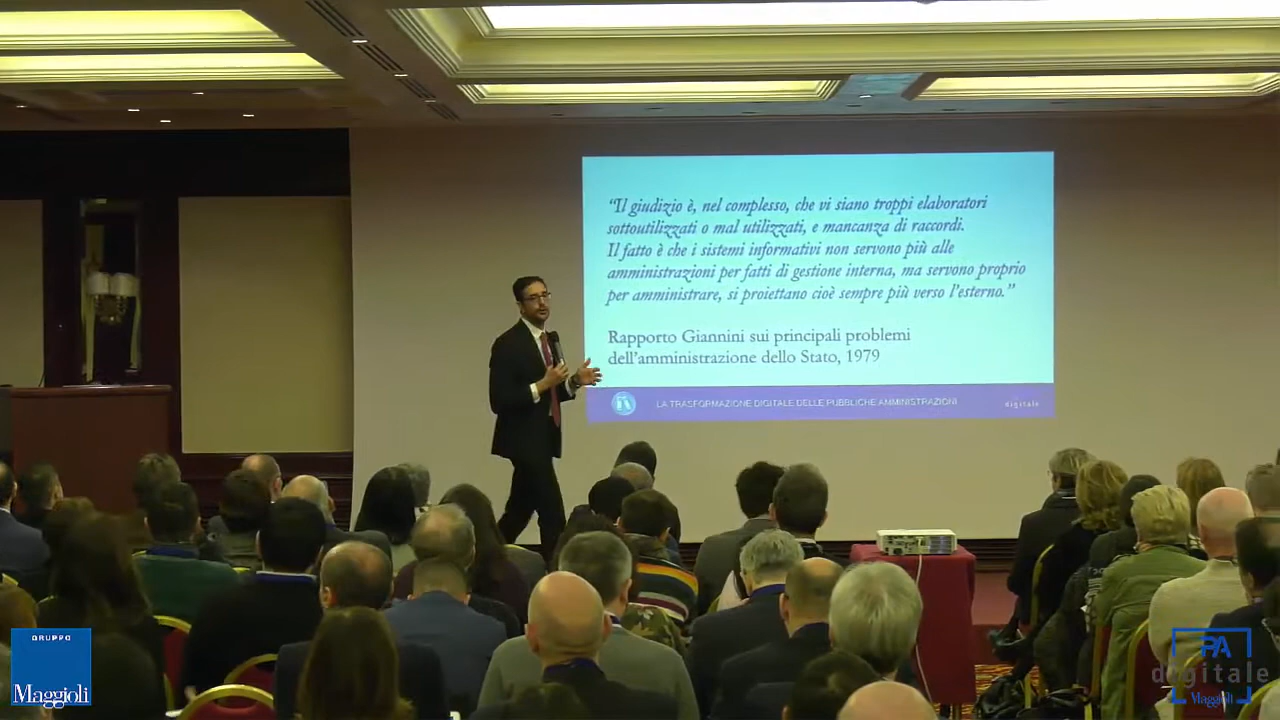 “Il giudizio è, nel complesso, che vi siano troppi elaboratori
sottoutilizzati o mal utilizzati, e mancanza di raccordi.
Il fatto è che i sistemi informativi non servono più alle
amministrazioni per fatti di gestione interna, ma servono proprio
per amministrare, si proiettano cioè sempre più verso l’esterno.”
Rapporto Giannini sui principali problemi
dell’amministrazione dello Stato, 1979
LA TRASFORMAZIONE DIGITALE DELLE PUBBLICHE AMMINISTRAZIONI
digitale
GRUPPO
Maggioli
PA
digitale
Maggioli